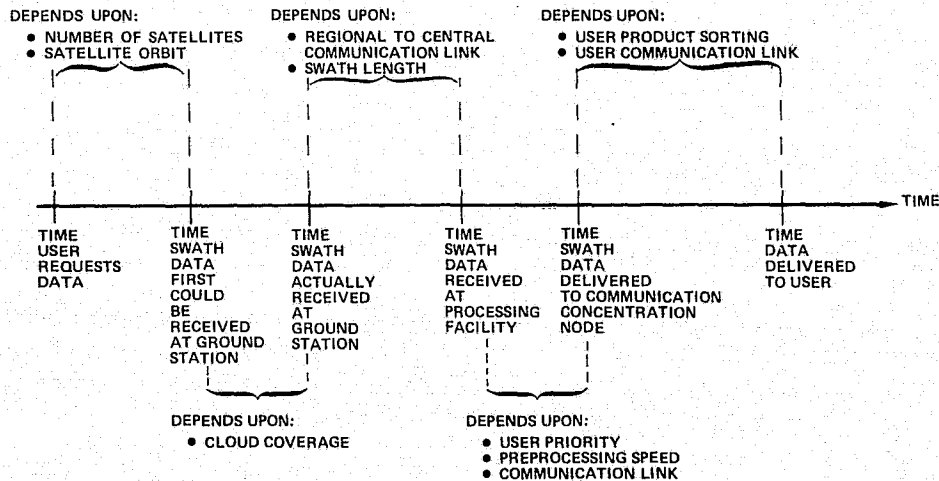 DEPENDS UPON:
• NUMBER OF SATELLITES
• SATELLITE ORBIT
DEPENDS UPON:
• REGIONAL TO CENTRAL
COMMUNICATION LINK
• SWATH LENGTH
DEPENDS UPON:
• USER PRODUCT SORTING
• USER COMMUNICATION LINK
TIME
TIME
USER
REQUESTS
DATA
TIME
SWATH
DATA
FIRST
COULD
BE
RECEIVED
AT GROUND
STATION
TIME
SWATH
DATA
ACTUALLY
RECEIVED
AT
GROUND
STATION
TIME
SWATH
DATA
RECEIVED
AT
PROCESSING
FACILITY
TIME
SWATH
DATA
DELIVERED
TO COMMUNICATION
CONCENTRATION
NODE
TIME
DATA
DELIVERED
TO USER
DEPENDS UPON:
• CLOUD COVERAGE
DEPENDS UPON:
• USER PRIORITY
• PREPROCESSING SPEED
• COMMUNICATION LINK